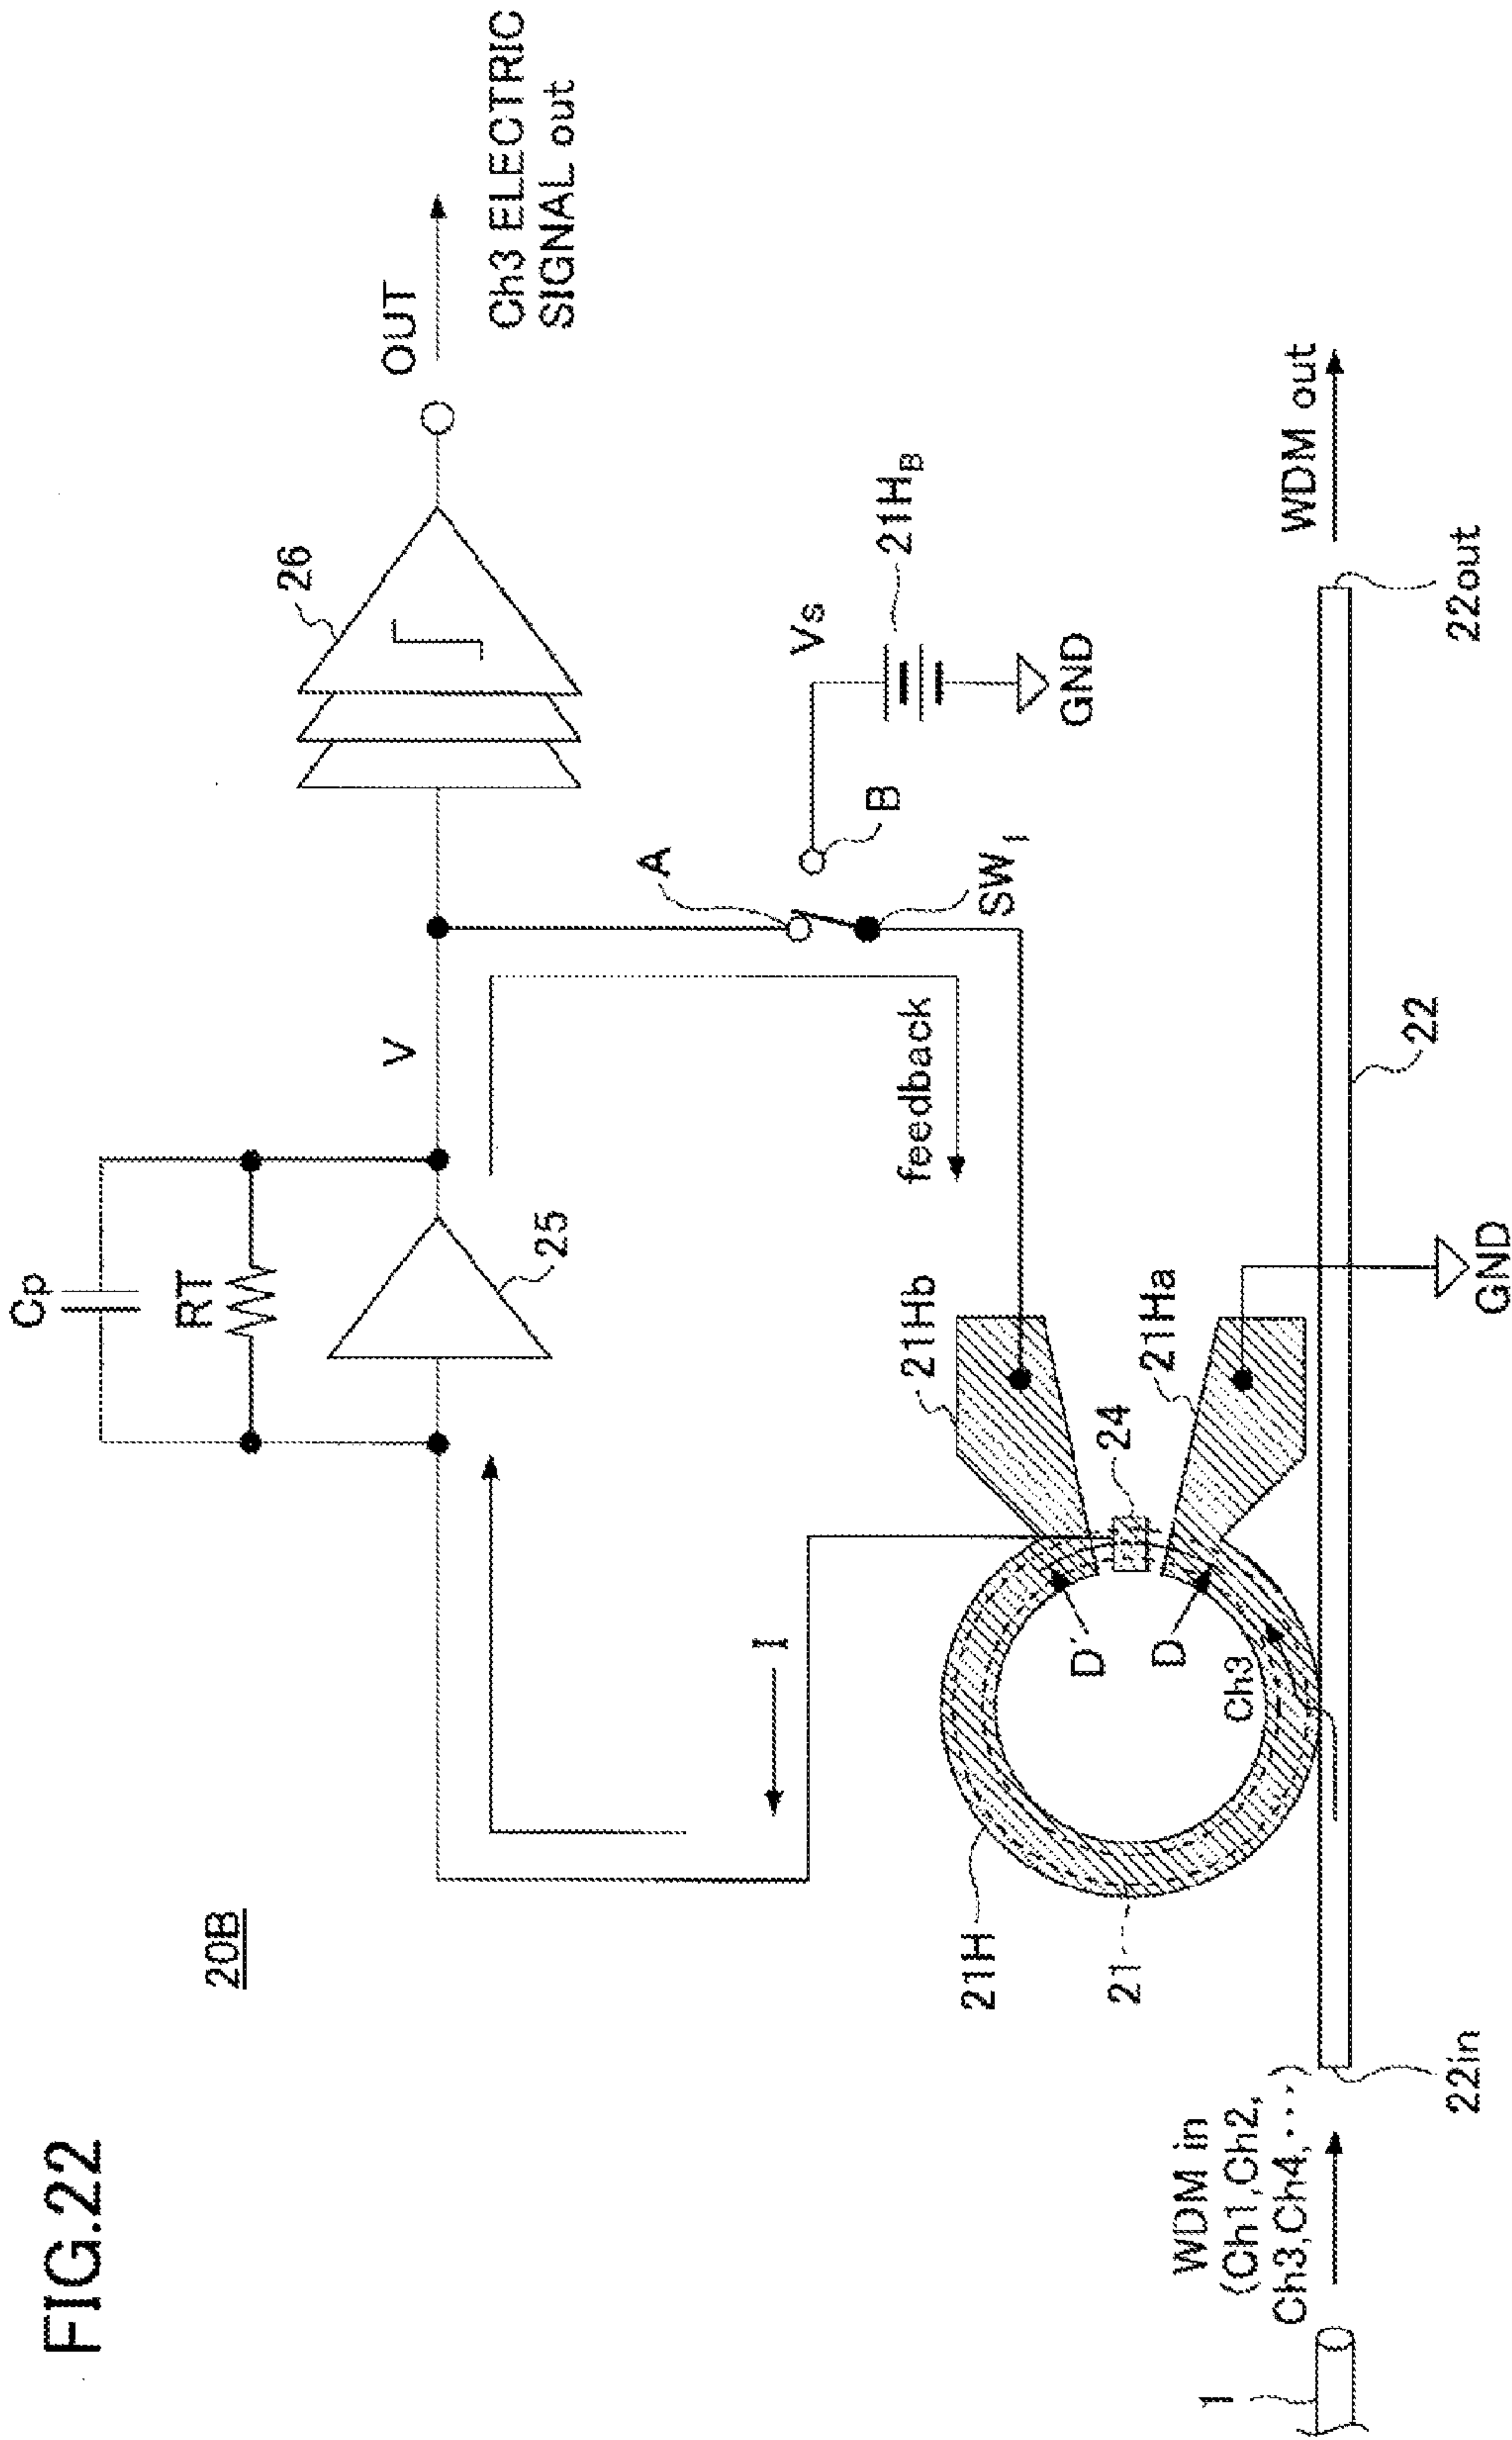 FIG.22
20B
Cp
RT
25
V
26
OUT
Ch3 ELECTRIC
SIGNAL out
I
feedback
A
B
SW1
Vs
21HB
GND
21H
21
21Hb
24
21Ha
D´
D
Ch3
GND
1
WDM in
(Ch1,Ch2,
Ch3,Ch4,····)
22in
22
22out
WDM out